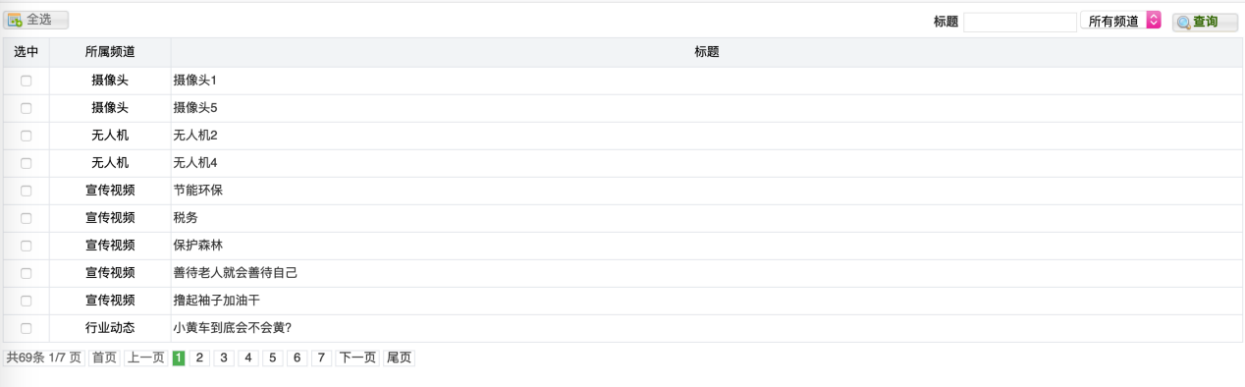 全选 标题 所有频道 查询
选中 所属频道 标题
摄像头 摄像头1
摄像头 摄像头5
无人机 无人机2
无人机 无人机4
宣传视频 节能环保
宣传视频 税务
宣传视频 保护森林
宣传视频 善待老人就会善待自己
宣传视频 撸起袖子加油干
行业动态 小黄车到底会不会黄?
共69条 1/7 页 首页 上一页 1 2 3 4 5 6 7 下一页 尾页